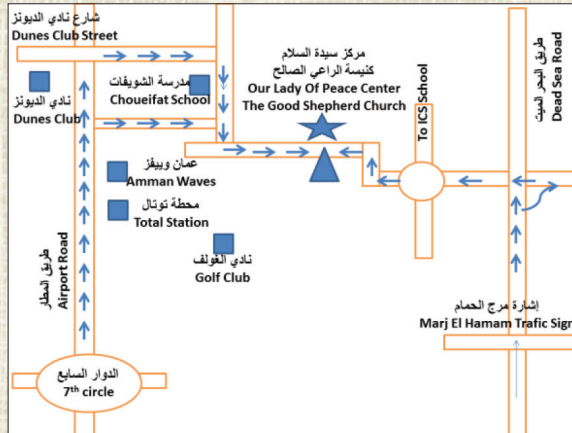 شارع نادي الديونز
Dunes Club Street
نادي الديونز
Dunes Club
مدرسة الشويفات
Choueifat School
مركز سيدة السلام
كنيسة الراعي الصالح
Our Lady Of Peace Center
The Good Shepherd Church
To ICS School
طريق البحر الميت
Dead Sea Road
عمان وييفز
Amman Waves
محطة توتال
Total Station
نادي الغولف
Golf Club
طريق المطار
Airport Road
إشارة مرج الحمام
Marj El Hamam Trafic Sign
الدوار السابع
7th circle